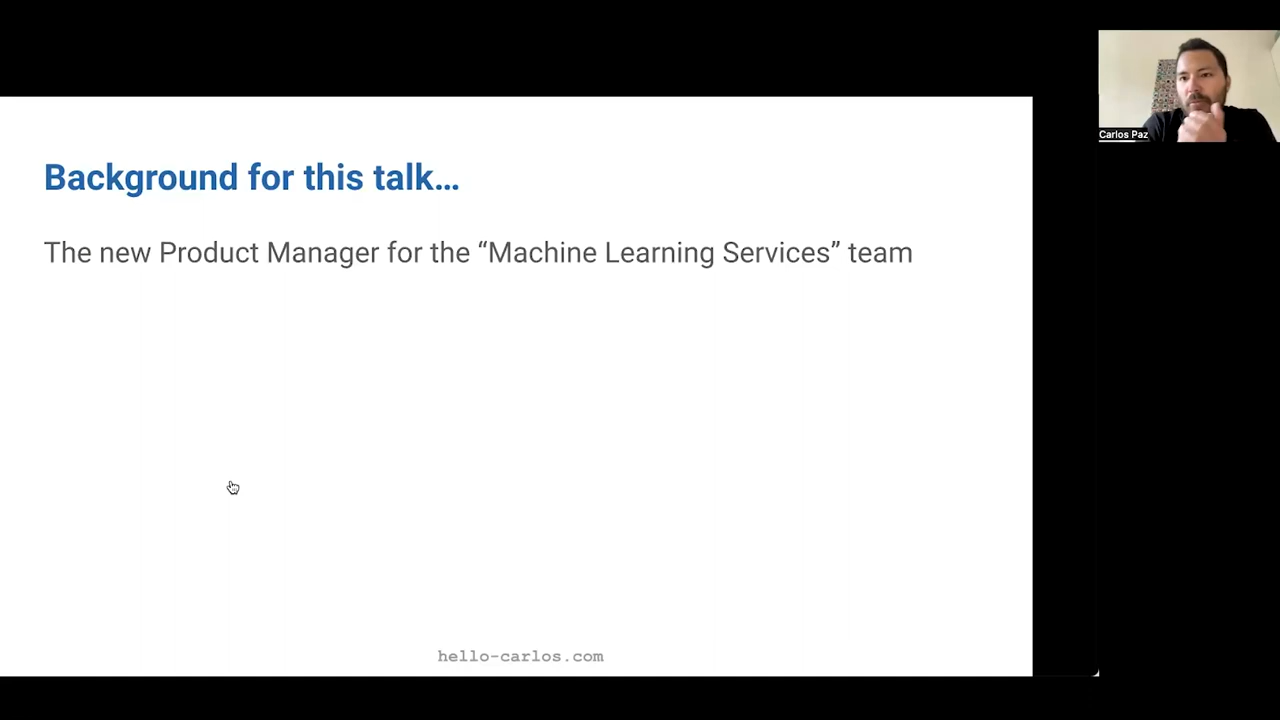 Background for this talk…
The new Product Manager for the “Machine Learning Services” team
hello-carlos.com
Carlos Paz